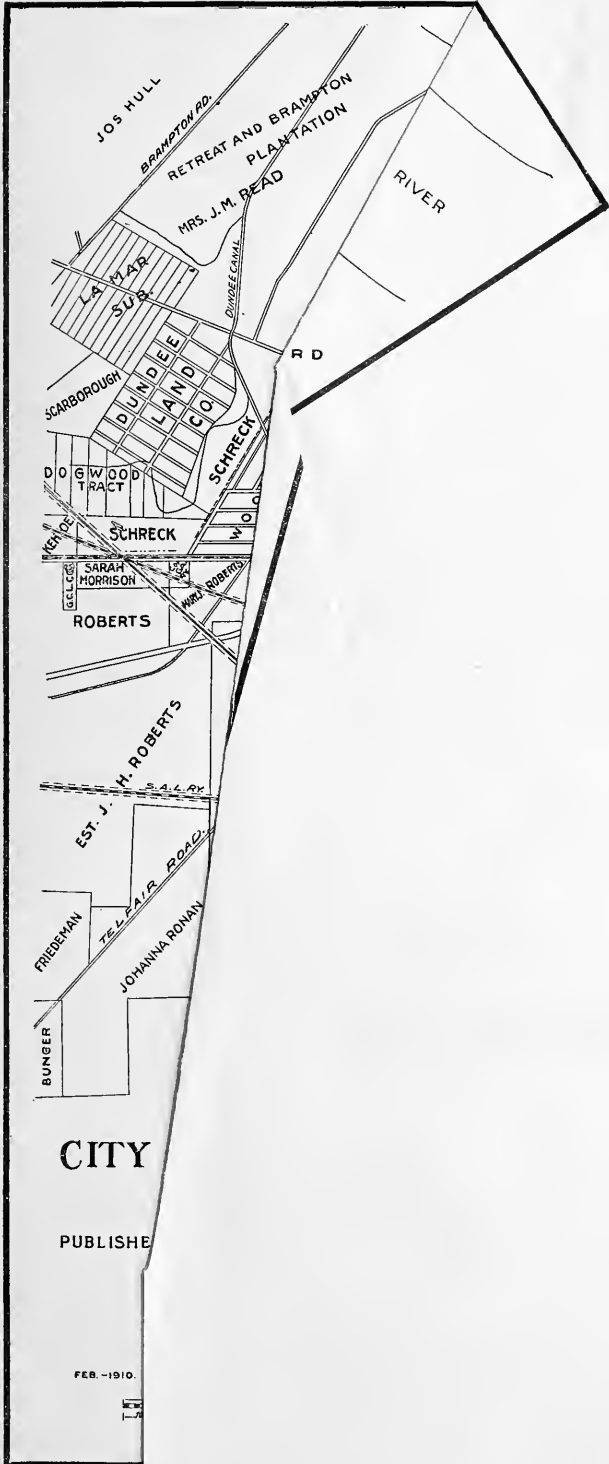 JOS HULL
BRAMPTON RD.
RETREAT AND BRAMPTON
PLANTATION
MRS. J. M. READ
RIVER
DUNDEE CANAL
LA MAR
SUB.
RD
DUNDEE
LAND
CO.
SCARBOROUGH
SCHRECK
DOGWOOD
TRACT
WOO
KEHOE
SCHRECK
SARAH
MORRISON
G.C.L.CO.
ROBERTS
ROBERTS
EST. J. H. ROBERTS
S.A.L.RY.
TELFAIR ROAD.
FRIEDEMAN
JOHANNA RONAN
BUNGER
CITY
PUBLISHE
FEB.-1910.